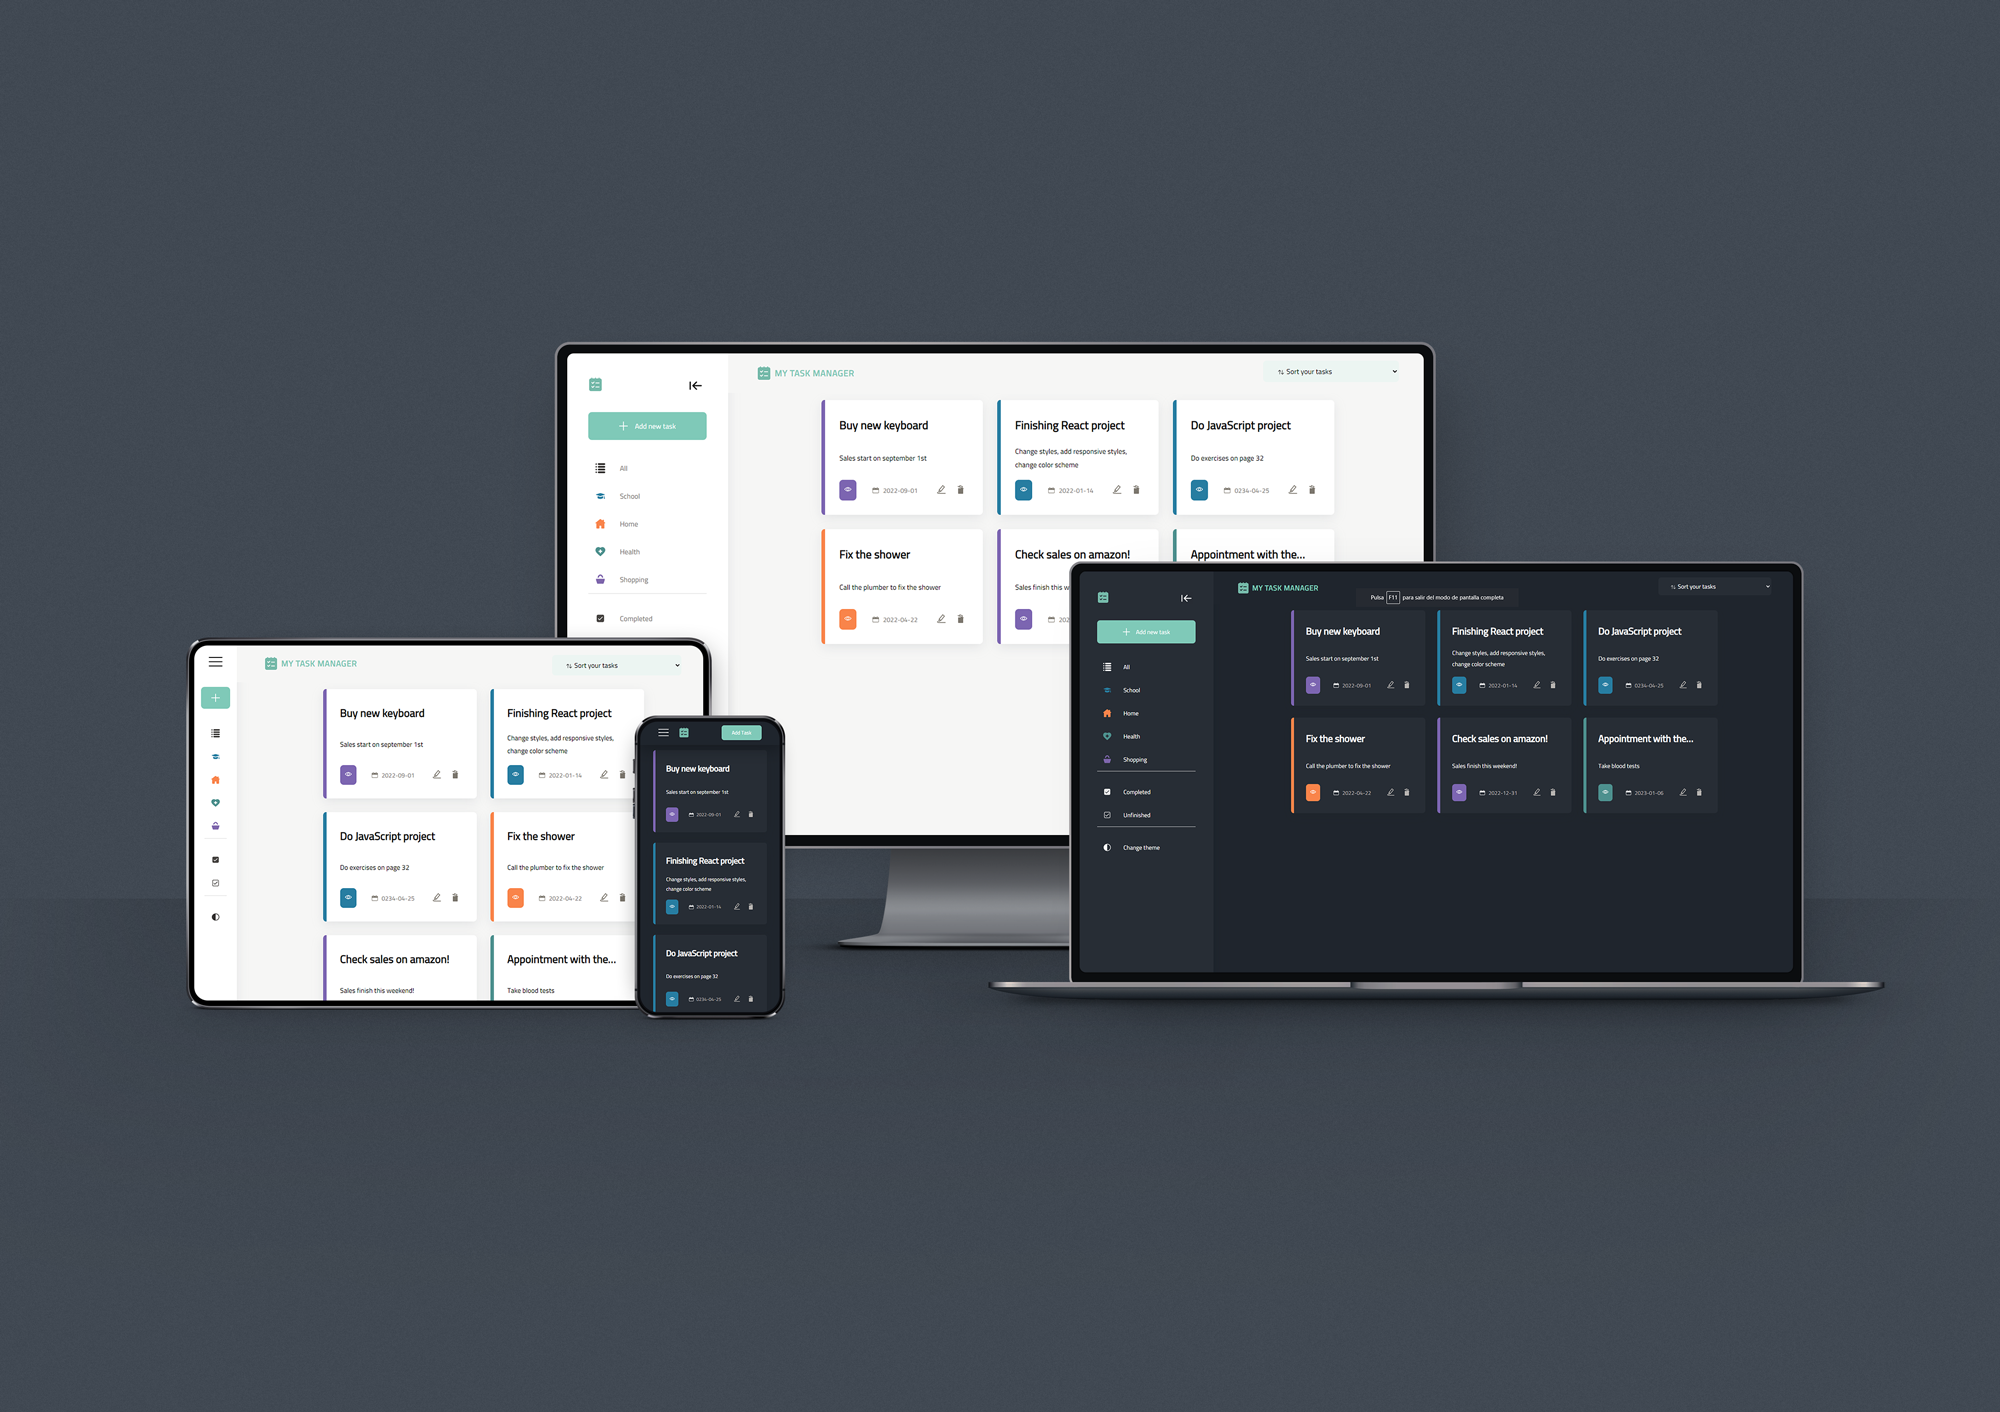 MY TASK MANAGER
Sort your tasks
Add new task
All
School
Home
Health
Shopping
Completed
Buy new keyboard
Sales start on september 1st
2022-09-01
Finishing React project
Change styles, add responsive styles,
change color scheme
2022-01-14
Do JavaScript project
Do exercises on page 32
0234-04-25
Fix the shower
Call the plumber to fix the shower
2022-04-22
Check sales on amazon!
Sales finish this w
202
Appointment with the...
MY TASK MANAGER
Sort your tasks
Pulsa F11 para salir del modo de pantalla completa
Add new task
All
School
Home
Health
Shopping
Completed
Unfinished
Change theme
Buy new keyboard
Sales start on september 1st
2022-09-01
Finishing React project
Change styles, add responsive styles,
change color scheme
2022-01-14
Do JavaScript project
Do exercises on page 32
0234-04-25
Fix the shower
Call the plumber to fix the shower
2022-04-22
Check sales on amazon!
Sales finish this weekend!
2022-12-31
Appointment with the...
Take blood tests
2023-01-06
MY TASK MANAGER
Sort your tasks
Buy new keyboard
Sales start on september 1st
2022-09-01
Finishing React project
Change styles, add responsive styles,
change color scheme
2022-01-14
Do JavaScript project
Do exercises on page 32
0234-04-25
Fix the shower
Call the plumber to fix the shower
2022-04-22
Check sales on amazon!
Sales finish this weekend!
Appointment with the...
Take blood tests
Add Task
Buy new keyboard
Sales start on september 1st
2022-09-01
Finishing React project
Change styles, add responsive styles,
change color scheme
2022-01-14
Do JavaScript project
Do exercises on page 32
0234-04-25